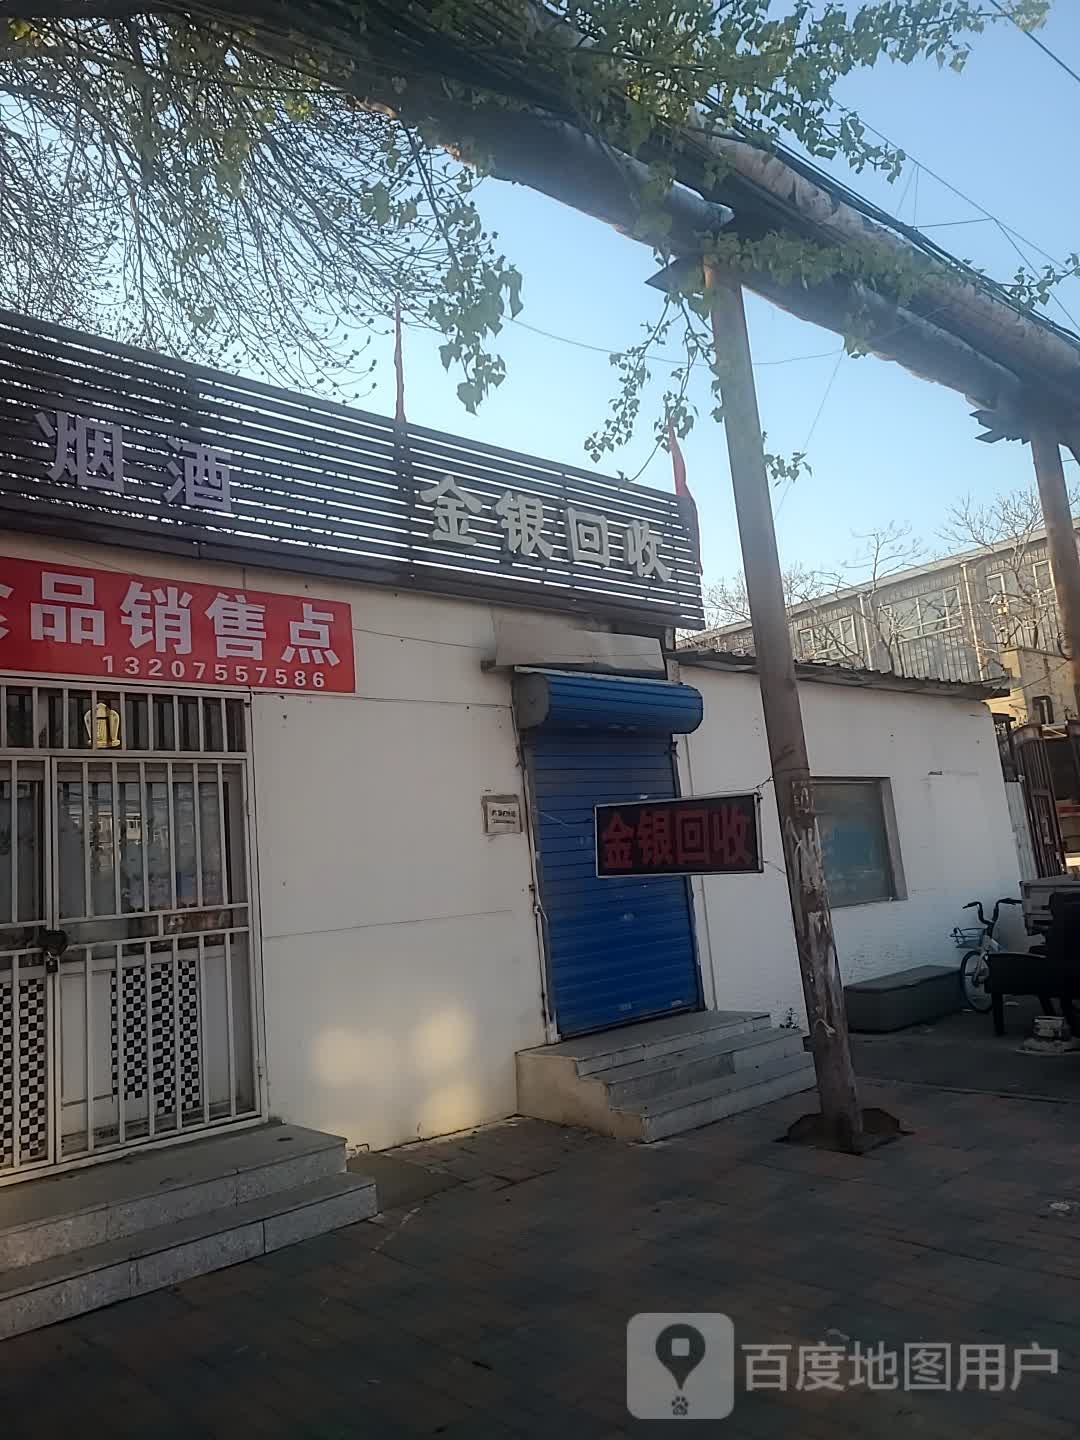 烟酒
金银回收
品销售点
13207557586
金银回收
百度地图用户